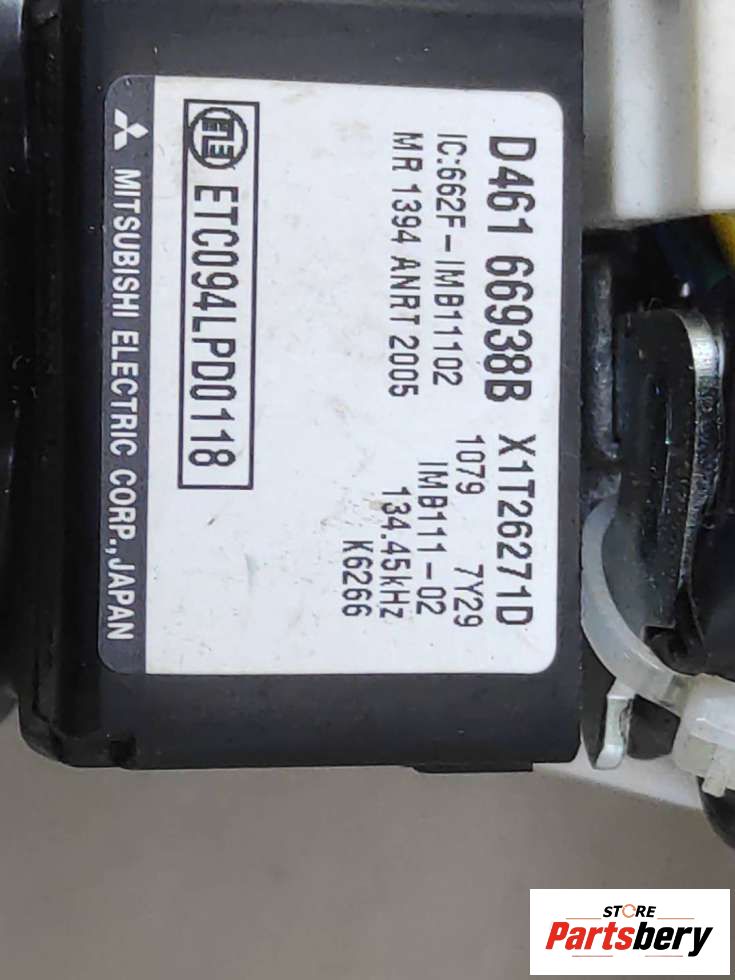 D461 66938B X1T26271D
IC:662F-IMB11102 1079 7Y29
MR 1394 ANRT 2005 IMB111-02
134.45kHz
K6266
ETC094LPD0118
MITSUBISHI ELECTRIC CORP.,JAPAN
STORE
Partsbery